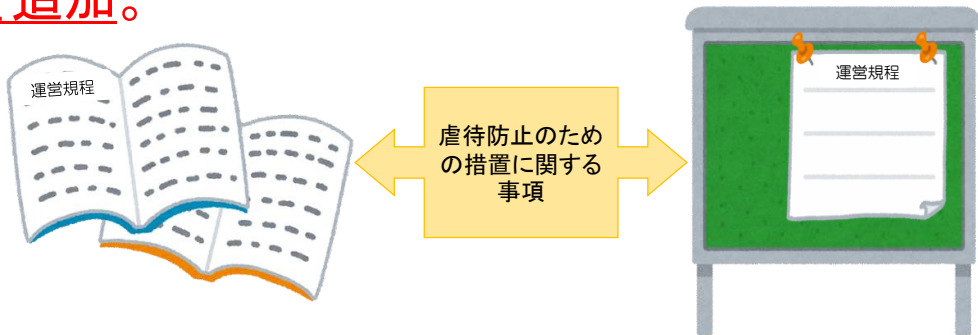 追加。
運営規程
虐待防止のため
の措置に関する
事項
運営規程